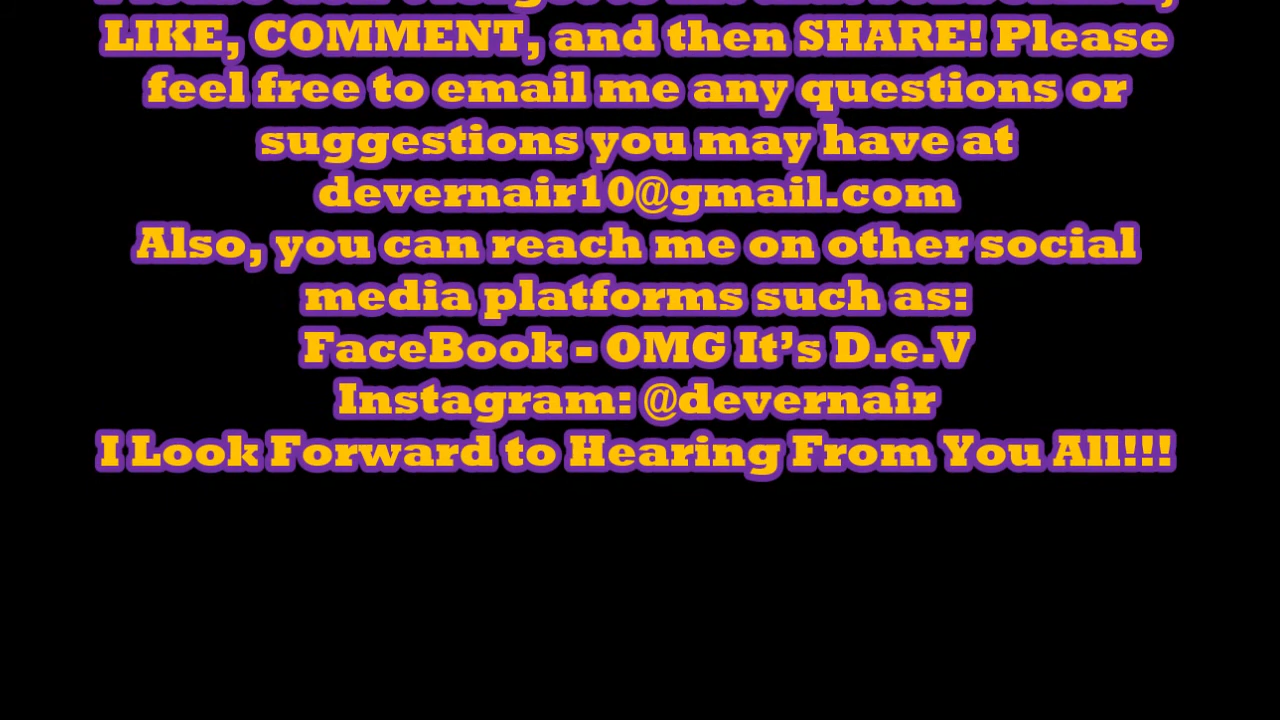 LIKE, COMMENT, and then SHARE! Please
feel free to email me any questions or
suggestions you may have at
devernair10@gmail.com
Also, you can reach me on other social
media platforms such as:
FaceBook - OMG It’s D.e.V
Instagram: @devernair
I Look Forward to Hearing From You All!!!